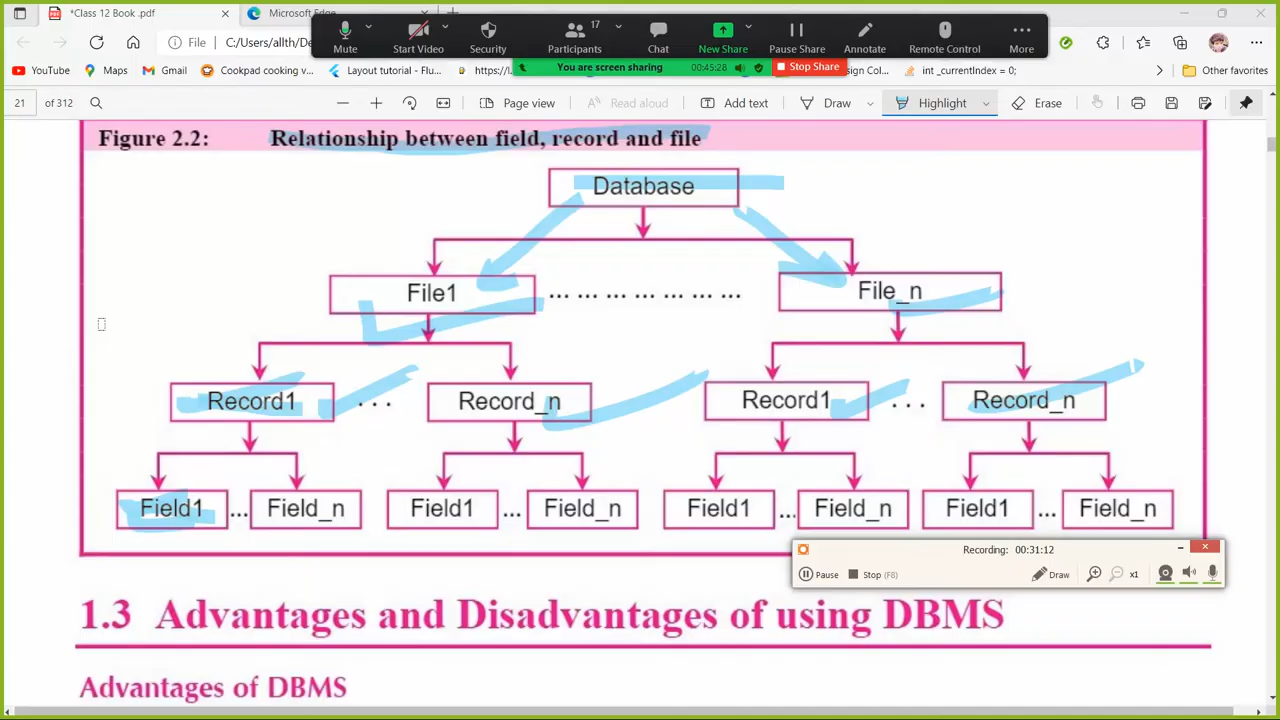 *Class 12 Book .pdf
Microsoft Edge
17
Mute
Start Video
Security
Participants
Chat
New Share
Pause Share
Annotate
Remote Control
More
File
C:/Users/allth/De
You are screen sharing
00:45:28
Stop Share
YouTube
Maps
Gmail
Cookpad cooking v...
Layout tutorial - Flu...
https://l
sign Col...
int _currentIndex = 0;
Other favorites
21
of 312
Page view
Read aloud
Add text
Draw
Highlight
Erase
Figure 2.2: Relationship between field, record and file
Database
File1 ... ... ... ... ... ... ... File_n
Record1 ... Record_n Record1 ... Record_n
Field1 ... Field_n Field1 ... Field_n Field1 ... Field_n Field1 ... Field_n
Recording: 00:31:12
Pause
Stop (F8)
Draw
x1
1.3 Advantages and Disadvantages of using DBMS
Advantages of DBMS